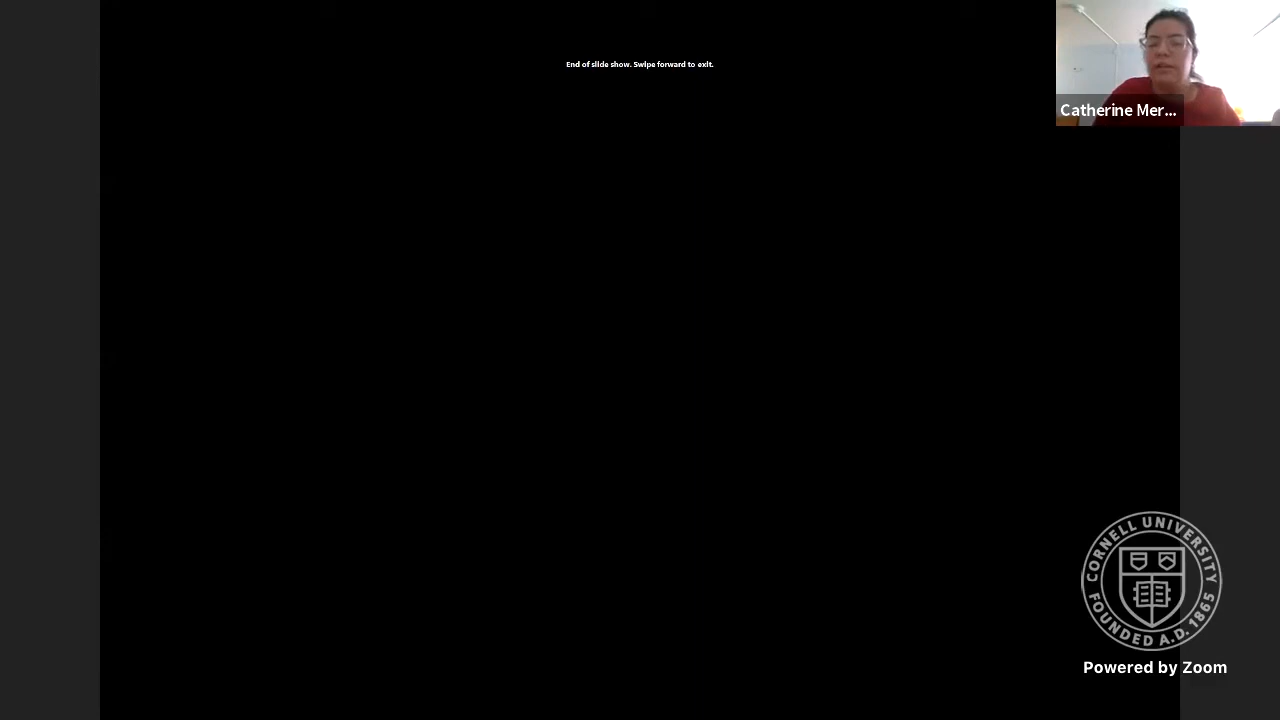 End of slide show. Swipe forward to exit.
Catherine Mer...
CORNELL UNIVERSITY
FOUNDED A.D. 1865
Powered by Zoom